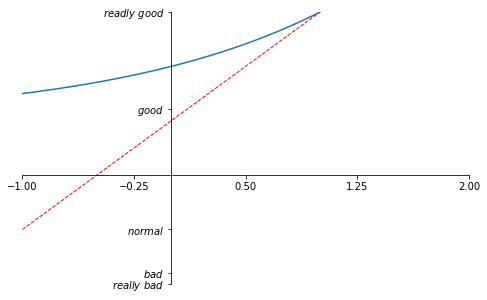 readly good
good
−1.00
−0.25
0.50
1.25
2.00
normal
bad
really bad